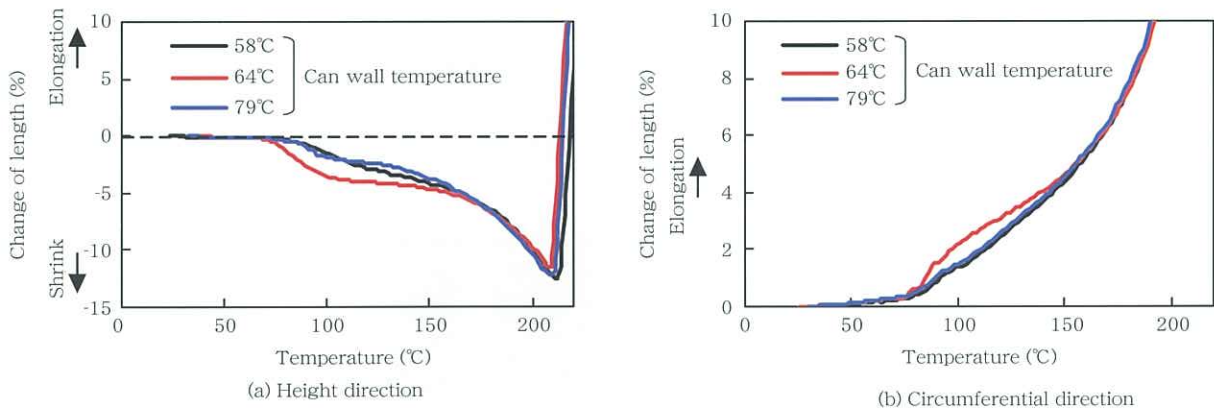 10
5
0
-5
-10
-15
Elongation
Change of length (%)
Shrink
58℃
64℃
79℃
Can wall temperature
0
50
100
150
200
Temperature (℃)
(a) Height direction
10
8
6
4
2
0
Change of length (%)
Elongation
58℃
64℃
79℃
Can wall temperature
0
50
100
150
200
Temperature (℃)
(b) Circumferential direction